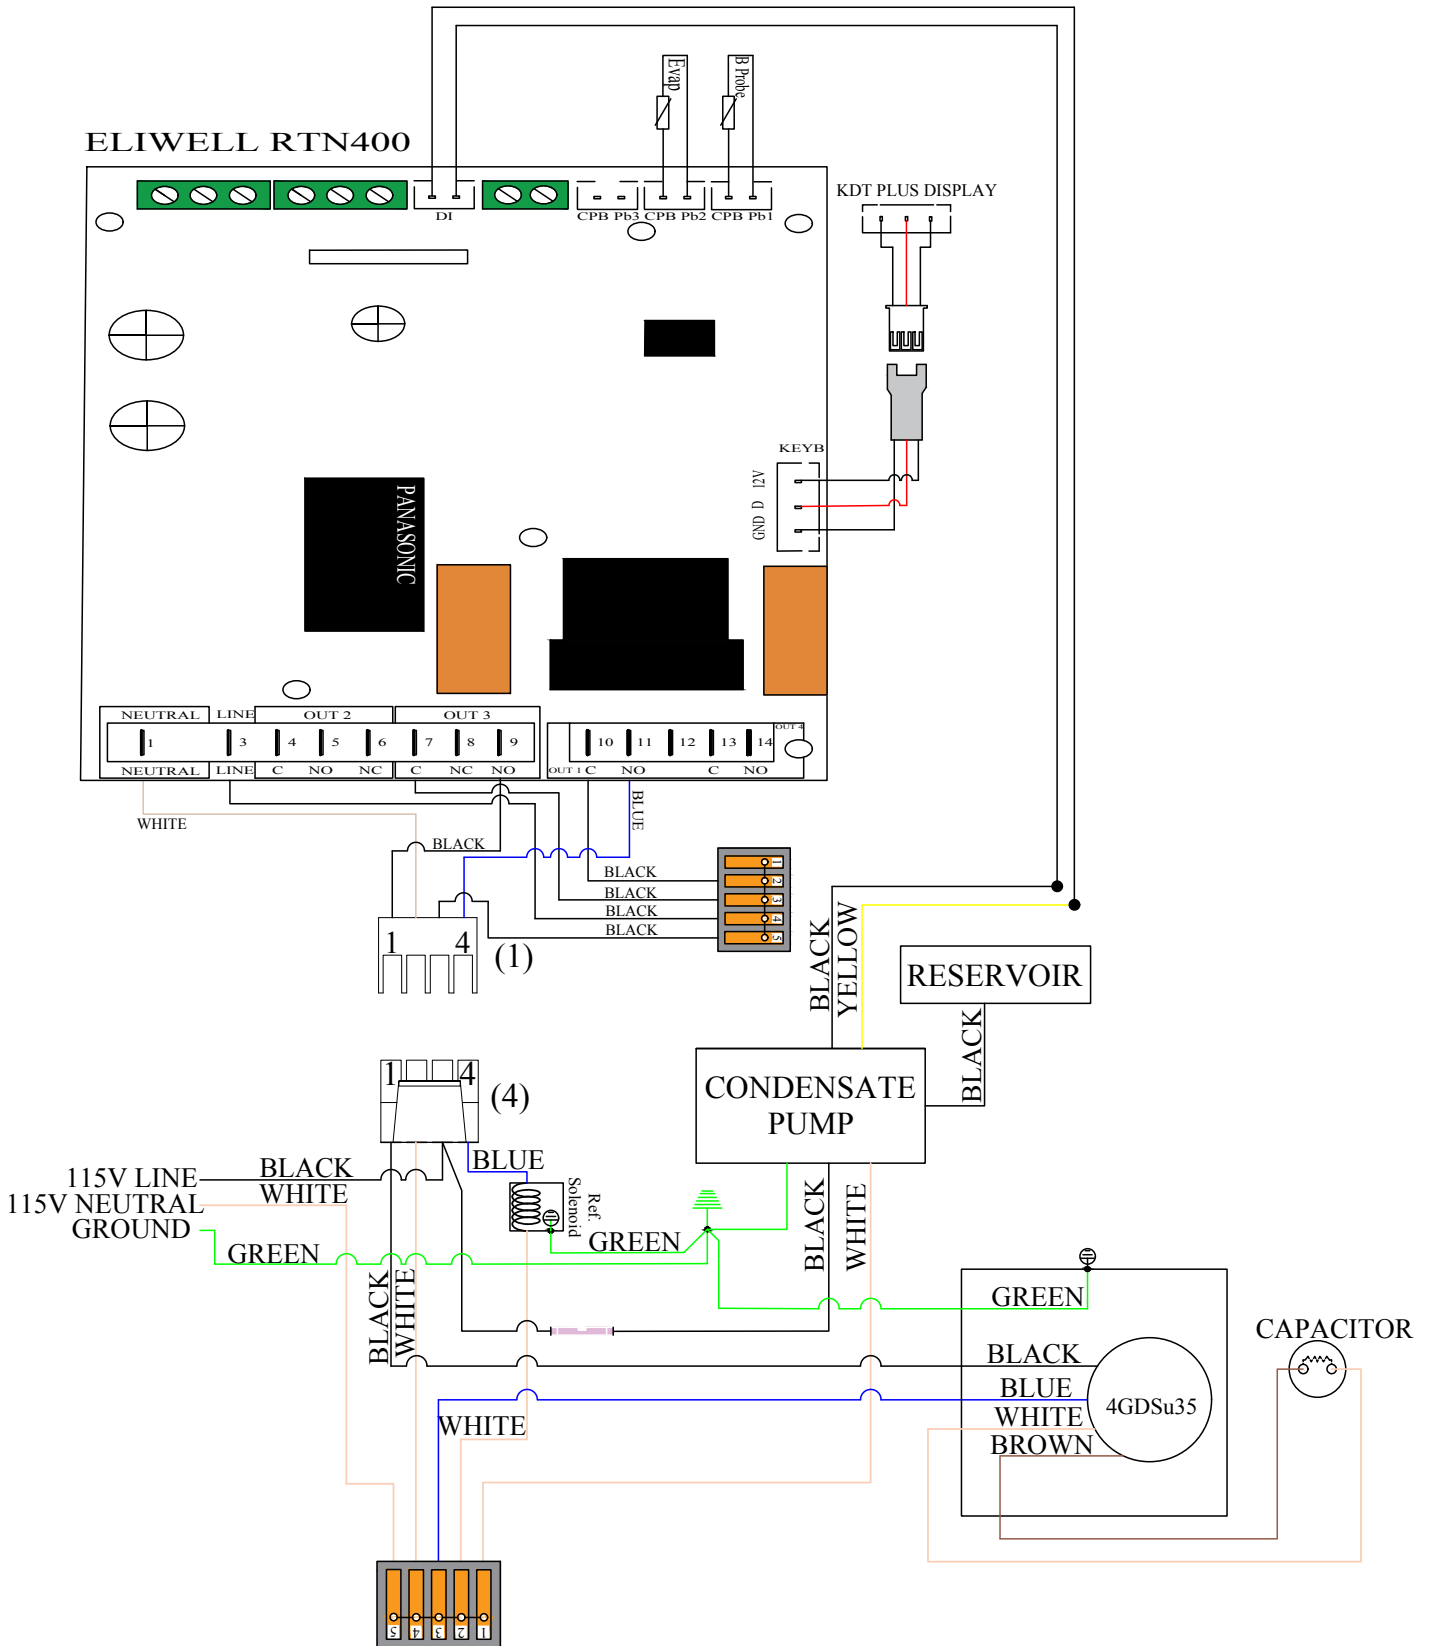 Evap
B Probe
ELIWELL RTN400
KDT PLUS DISPLAY
DI
CPB Pb3 CPB Pb2 CPB Pb1
KEYB
12V
D
GND
PANASONIC
NEUTRAL LINE OUT 2 OUT 3 OUT 4
1 3 4 5 6 7 8 9 10 11 12 13 14
NEUTRAL LINE C NO NC C NC NO OUT 1 C NO C NO
WHITE
BLACK
BLUE
BLACK
BLACK
BLACK
BLACK
1
2
3
4
5
1 4 (1)
BLACK
YELLOW
RESERVOIR
BLACK
CONDENSATE
PUMP
1 4 (4)
115V LINE BLACK
115V NEUTRAL WHITE
GROUND
GREEN
BLUE
Ref.
Solenoid
GREEN
BLACK
WHITE
BLACK
WHITE
GREEN
BLACK
BLUE
WHITE
BROWN
4GDSu35
CAPACITOR
WHITE
5 4 3 2 1